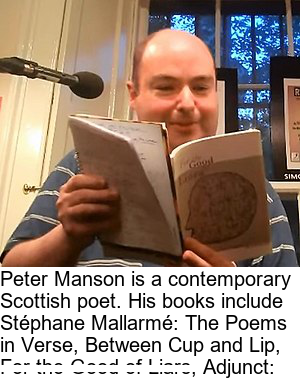 Good
Peter Manson is a contemporary
Scottish poet. His books include
Stéphane Mallarmé: The Poems
in Verse, Between Cup and Lip,
For the Good of Liars, Adjunct: